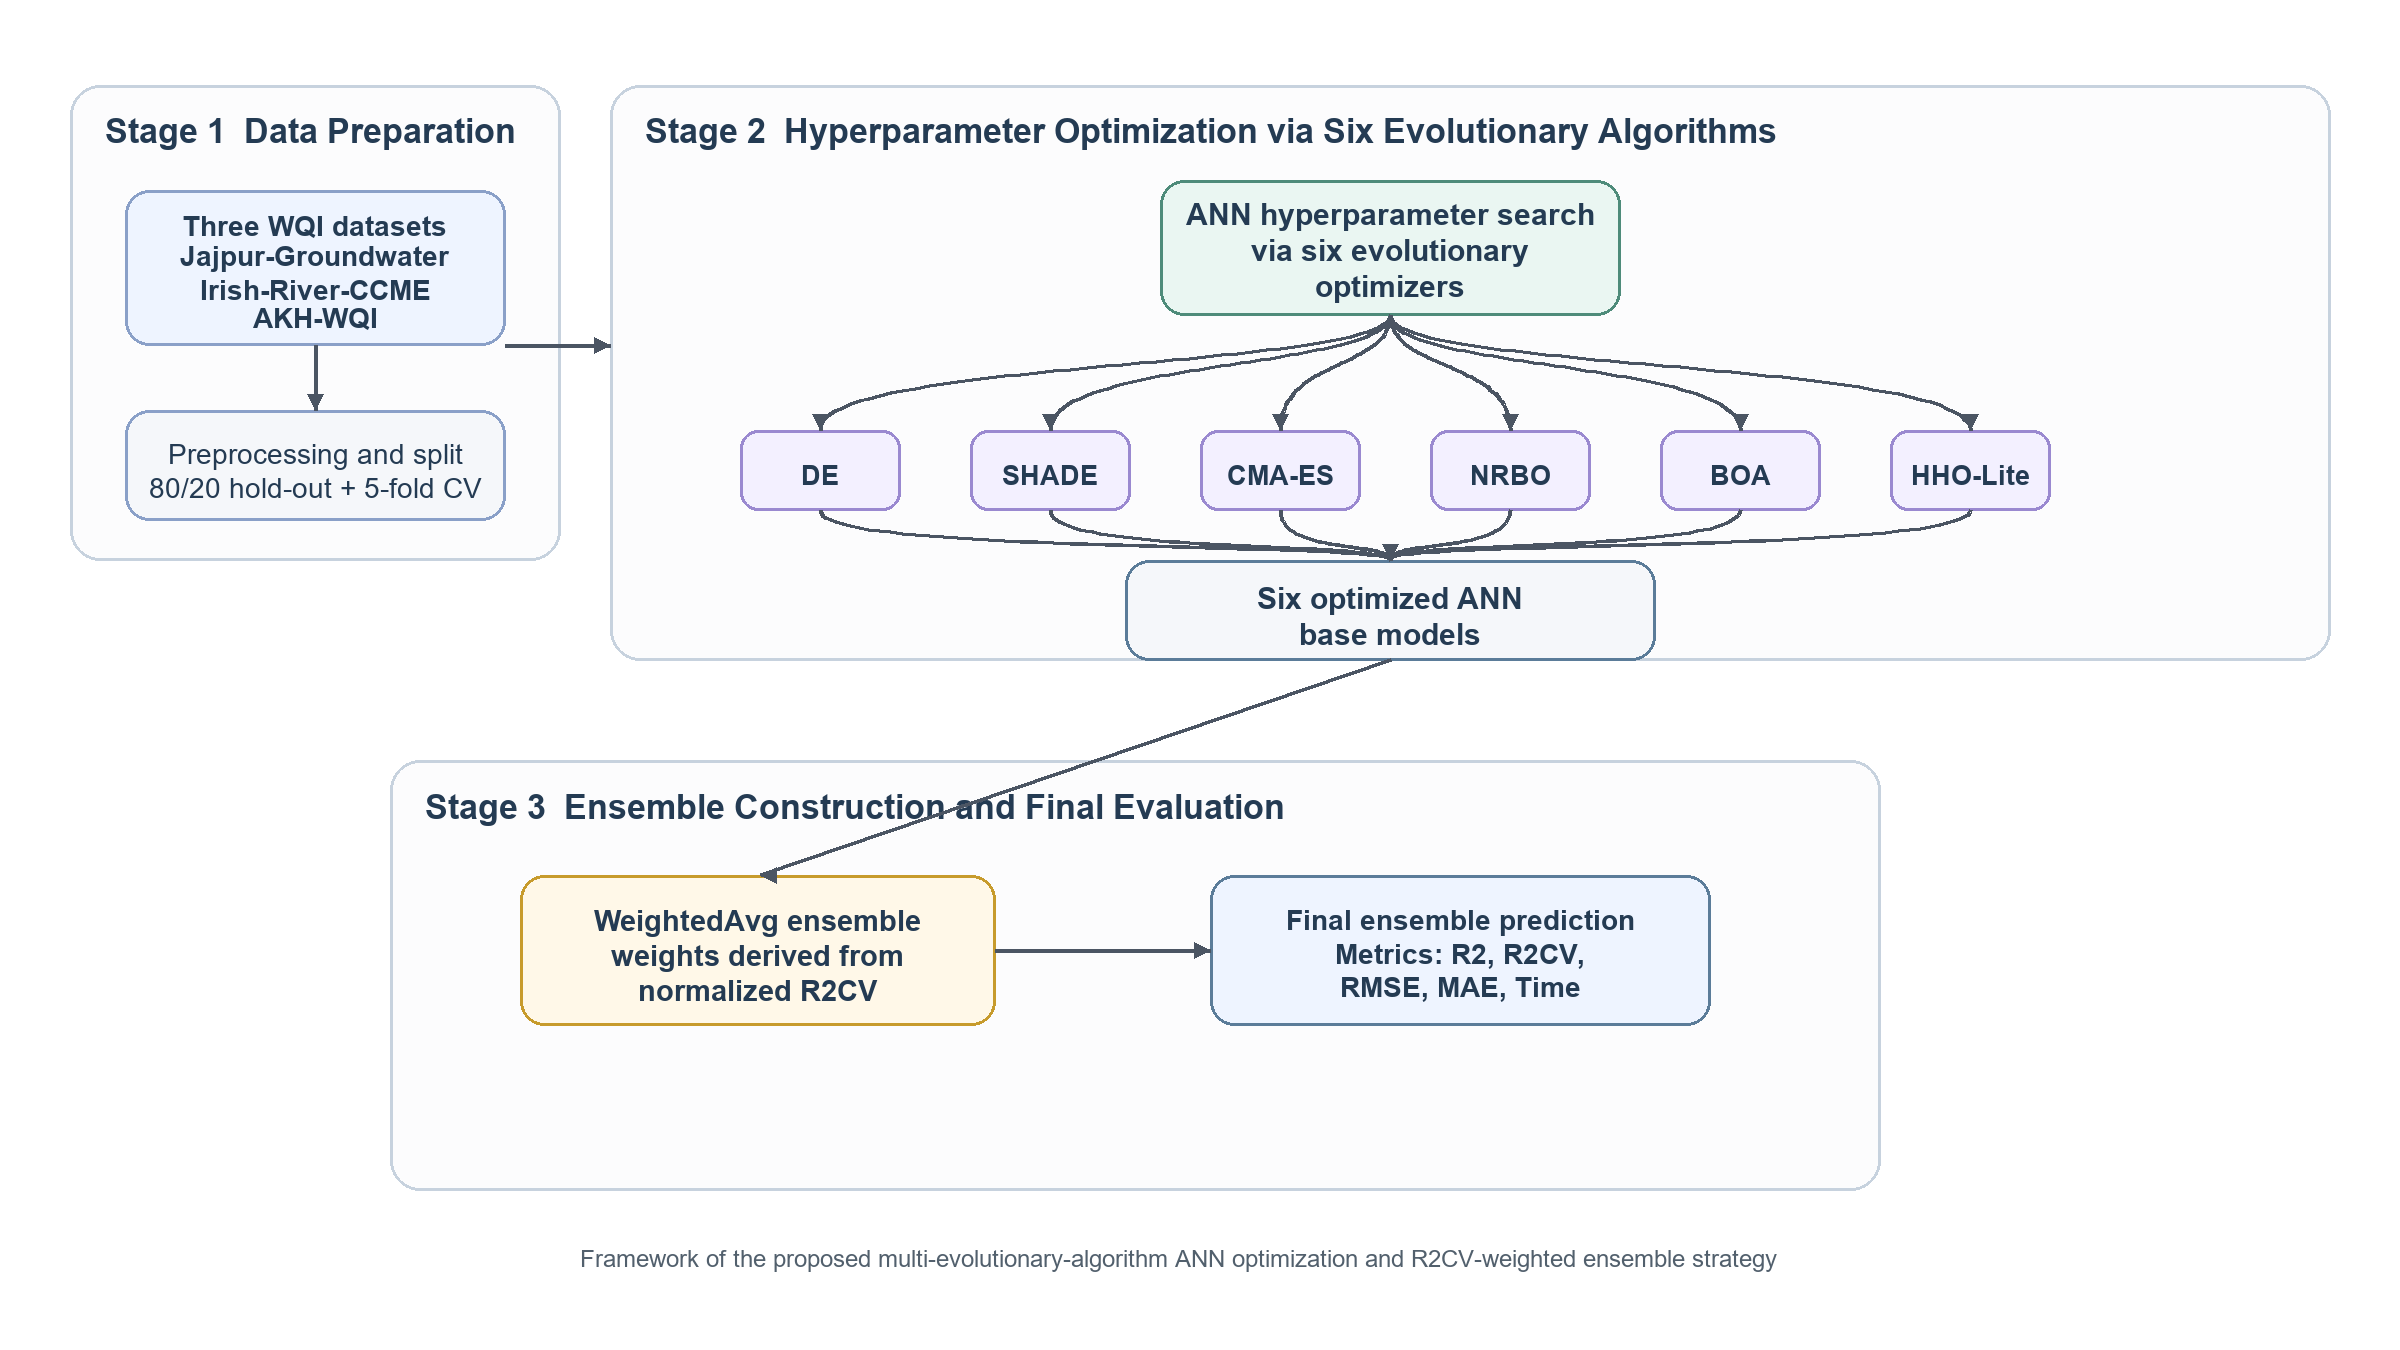 Stage 1  Data Preparation
Three WQI datasets
Jajpur-Groundwater
Irish-River-CCME
AKH-WQI
Preprocessing and split
80/20 hold-out + 5-fold CV
Stage 2  Hyperparameter Optimization via Six Evolutionary Algorithms
ANN hyperparameter search
via six evolutionary
optimizers
DE
SHADE
CMA-ES
NRBO
BOA
HHO-Lite
Six optimized ANN
base models
Stage 3  Ensemble Construction and Final Evaluation
WeightedAvg ensemble
weights derived from
normalized R2CV
Final ensemble prediction
Metrics: R2, R2CV,
RMSE, MAE, Time
Framework of the proposed multi-evolutionary-algorithm ANN optimization and R2CV-weighted ensemble strategy